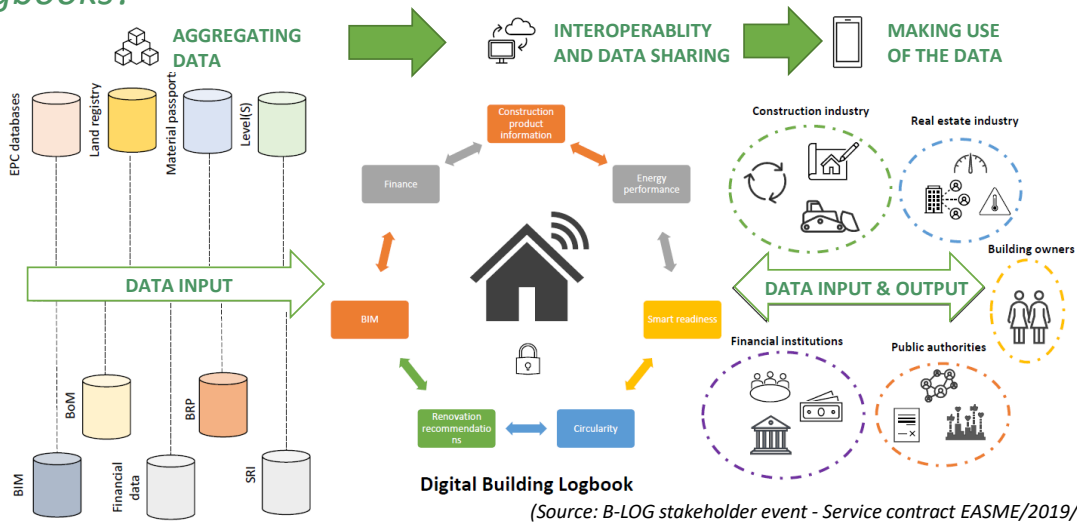 gbooks?
AGGREGATING
DATA
INTEROPERABLITY
AND DATA SHARING
MAKING USE
OF THE DATA
EPC databases
Land registry
Material passport
Level(S)
DATA INPUT
BoM
BRP
BIM
Financial
data
SRI
Construction
product
information
Finance
Energy
performance
BIM
Smart readiness
Renovation
recommendatio
ns
Circularity
Digital Building Logbook
Construction industry
Real estate industry
Building owners
DATA INPUT & OUTPUT
Financial institutions
Public authorities
(Source: B-LOG stakeholder event - Service contract EASME/2019/